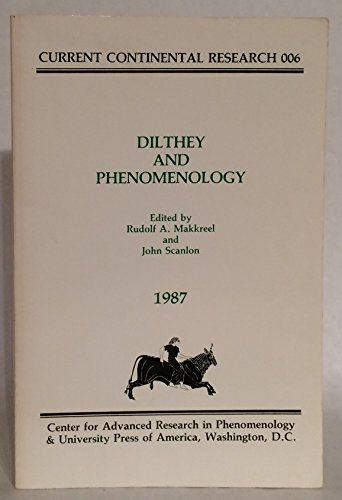 CURRENT CONTINENTAL RESEARCH 006
DILTHEY
AND
PHENOMENOLOGY
Edited by
Rudolf A. Makkreel
and
John Scanlon
1987
Center for Advanced Research in Phenomenology
& University Press of America, Washington, D.C.